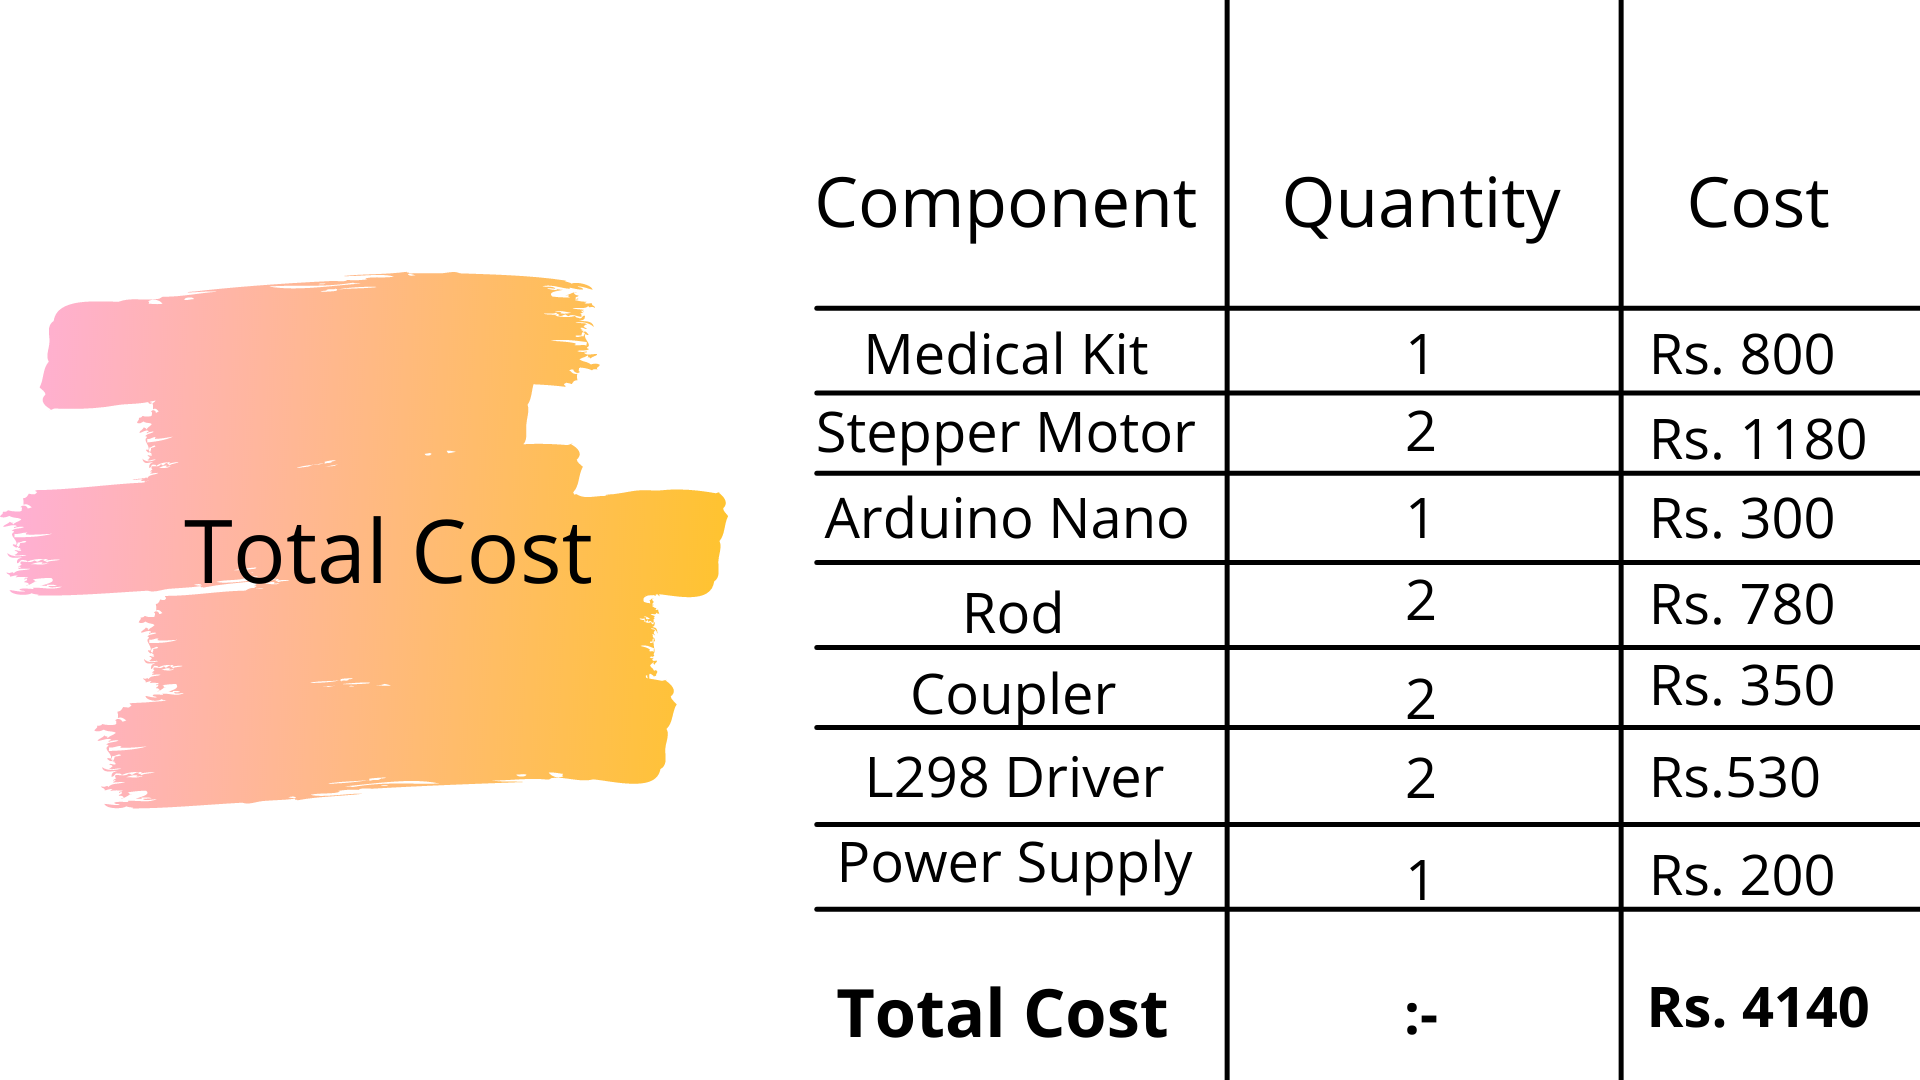 Total Cost
Component Quantity Cost
Medical Kit 1 Rs. 800
Stepper Motor 2 Rs. 1180
Arduino Nano 1 Rs. 300
Rod 2 Rs. 780
Coupler 2 Rs. 350
L298 Driver 2 Rs.530
Power Supply 1 Rs. 200
Total Cost :- Rs. 4140